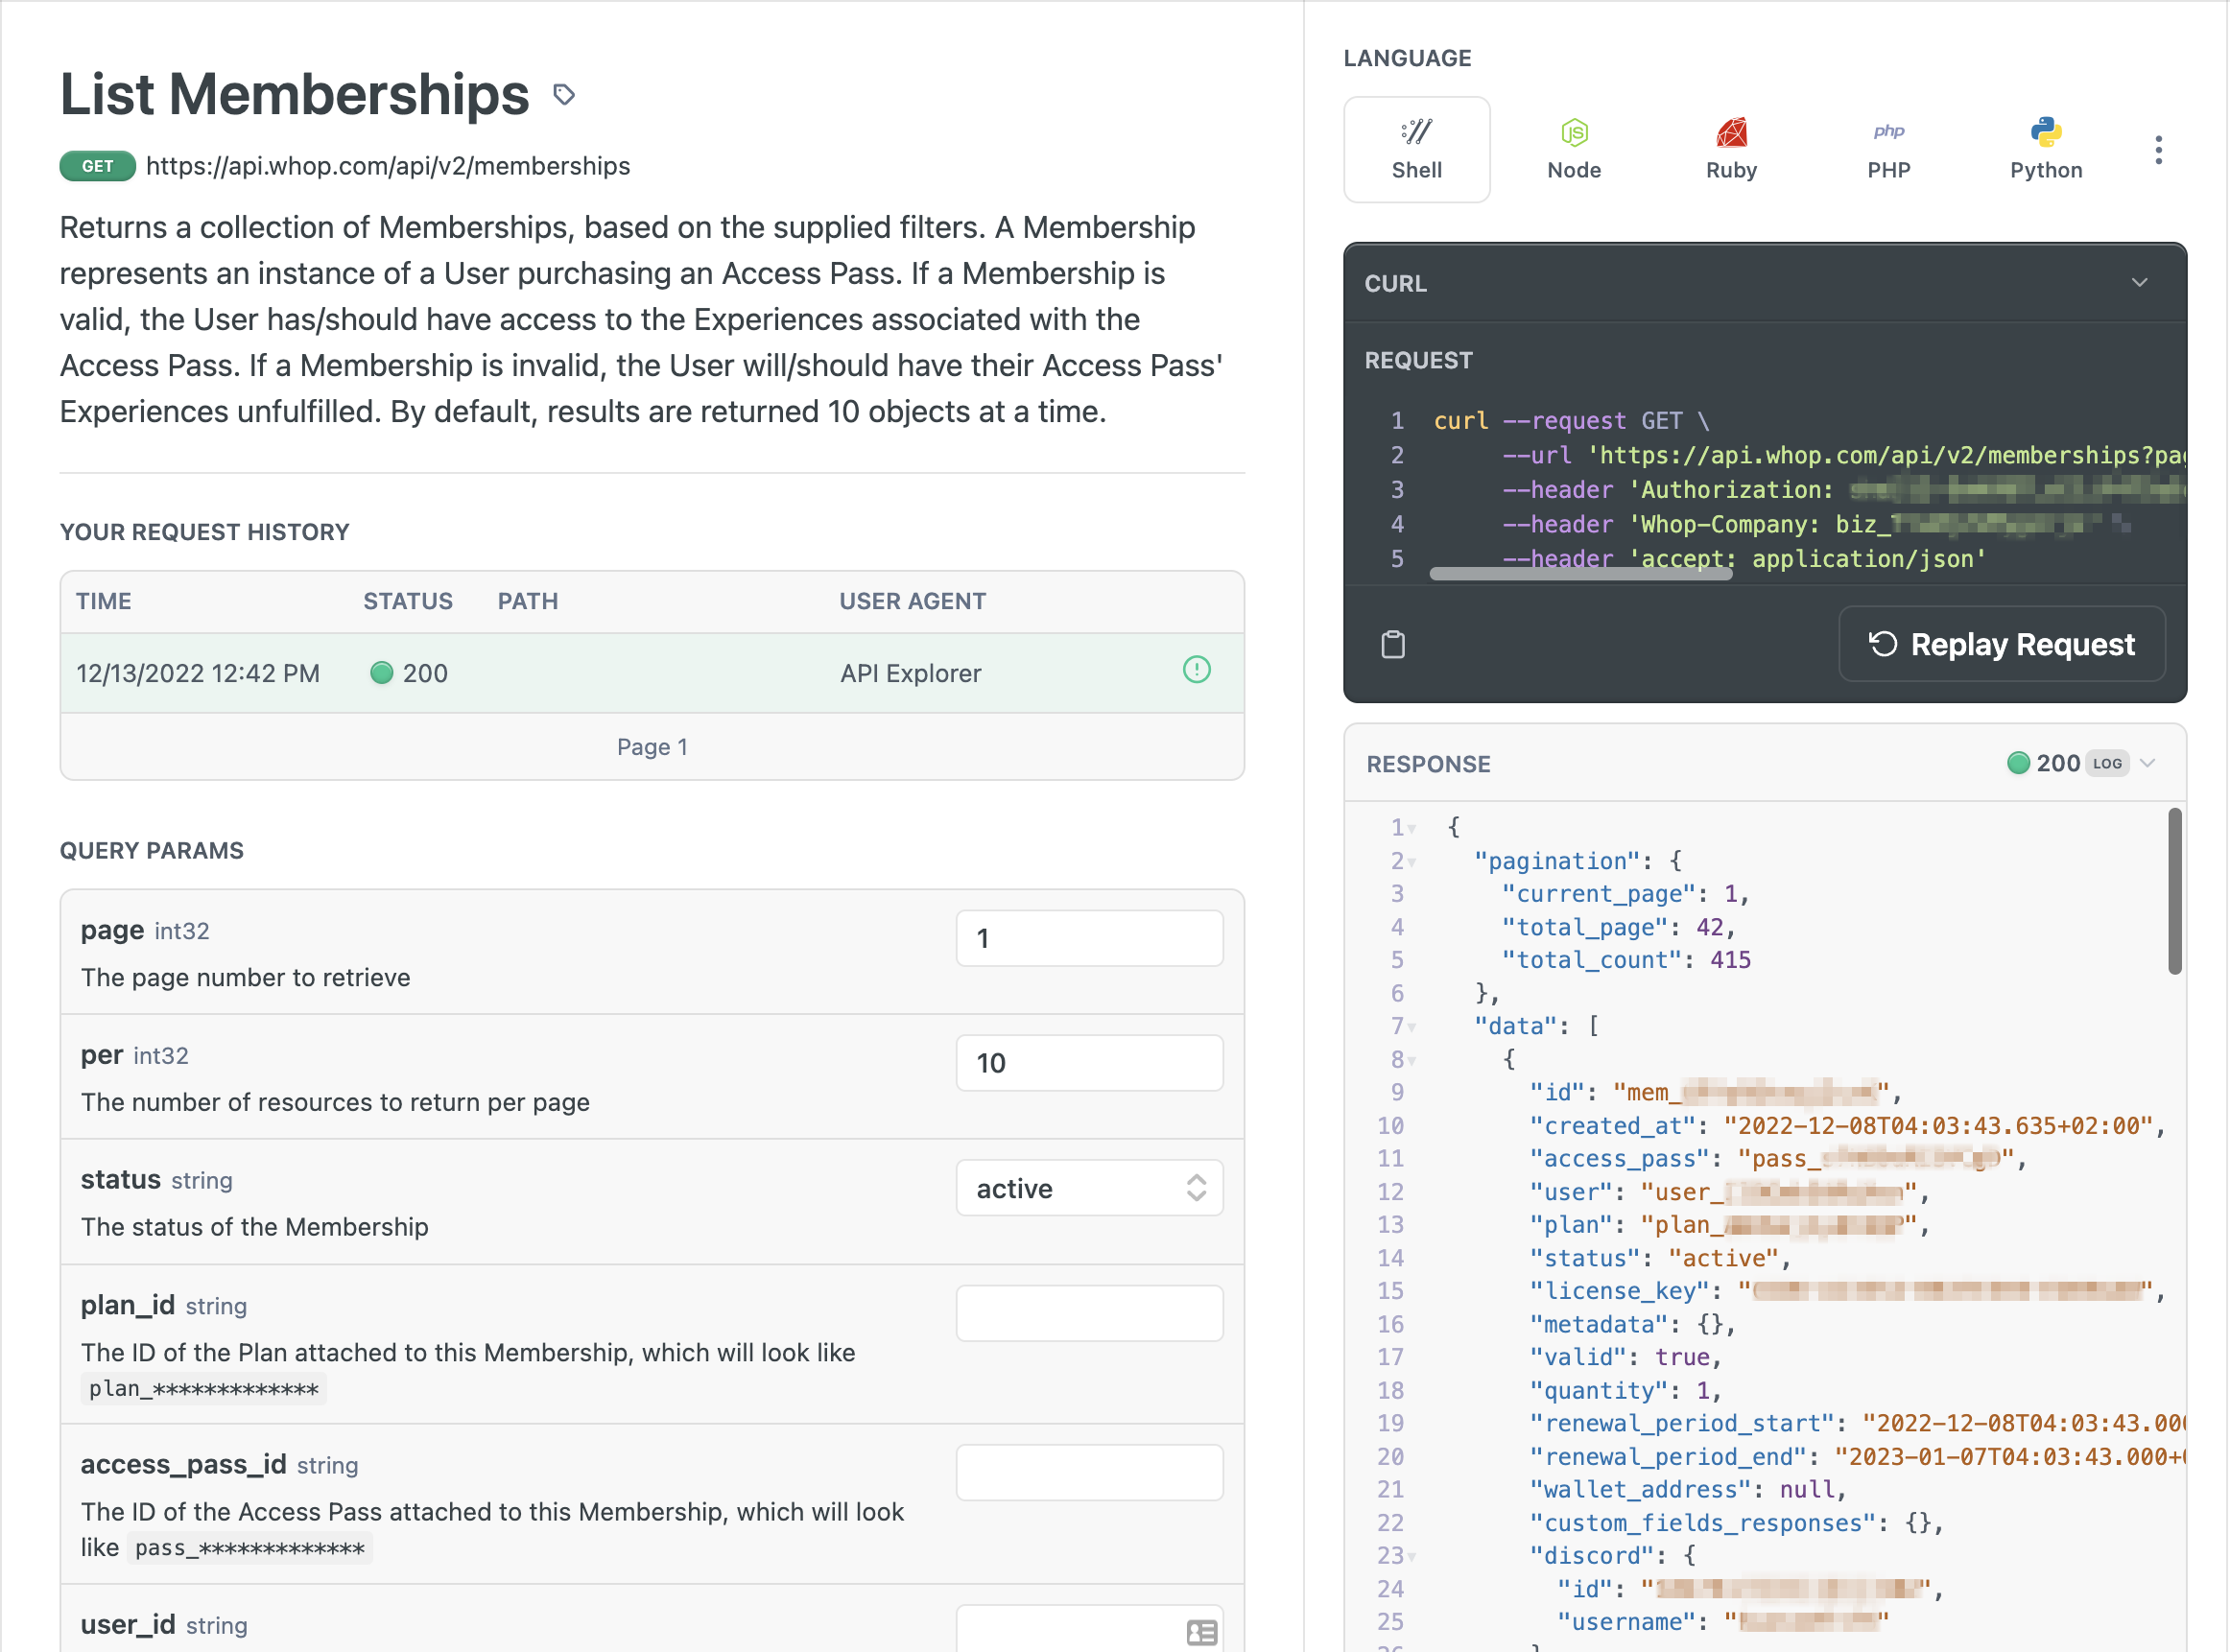 List Memberships
GET https://api.whop.com/api/v2/memberships
Returns a collection of Memberships, based on the supplied filters. A Membership
represents an instance of a User purchasing an Access Pass. If a Membership is
valid, the User has/should have access to the Experiences associated with the
Access Pass. If a Membership is invalid, the User will/should have their Access Pass'
Experiences unfulfilled. By default, results are returned 10 objects at a time.
YOUR REQUEST HISTORY
TIME STATUS PATH USER AGENT
12/13/2022 12:42 PM 200 API Explorer
Page 1
QUERY PARAMS
page int32 1
The page number to retrieve
per int32 10
The number of resources to return per page
status string active
The status of the Membership
plan_id string
The ID of the Plan attached to this Membership, which will look like
plan_*************
access_pass_id string
The ID of the Access Pass attached to this Membership, which will look
like pass_*************
user_id string
LANGUAGE
Shell Node Ruby PHP Python
CURL
REQUEST
1 curl --request GET \
2 --url 'https://api.whop.com/api/v2/memberships?pa
3 --header 'Authorization:
4 --header 'Whop-Company: biz_
5 --header 'accept: application/json'
Replay Request
RESPONSE 200 LOG
1 {
2 "pagination": {
3 "current_page": 1,
4 "total_page": 42,
5 "total_count": 415
6 },
7 "data": [
8 {
9 "id": "mem_",
10 "created_at": "2022-12-08T04:03:43.635+02:00",
11 "access_pass": "pass_",
12 "user": "user_",
13 "plan": "plan_",
14 "status": "active",
15 "license_key": "",
16 "metadata": {},
17 "valid": true,
18 "quantity": 1,
19 "renewal_period_start": "2022-12-08T04:03:43.00
20 "renewal_period_end": "2023-01-07T04:03:43.000+
21 "wallet_address": null,
22 "custom_fields_responses": {},
23 "discord": {
24 "id": "",
25 "username": ""